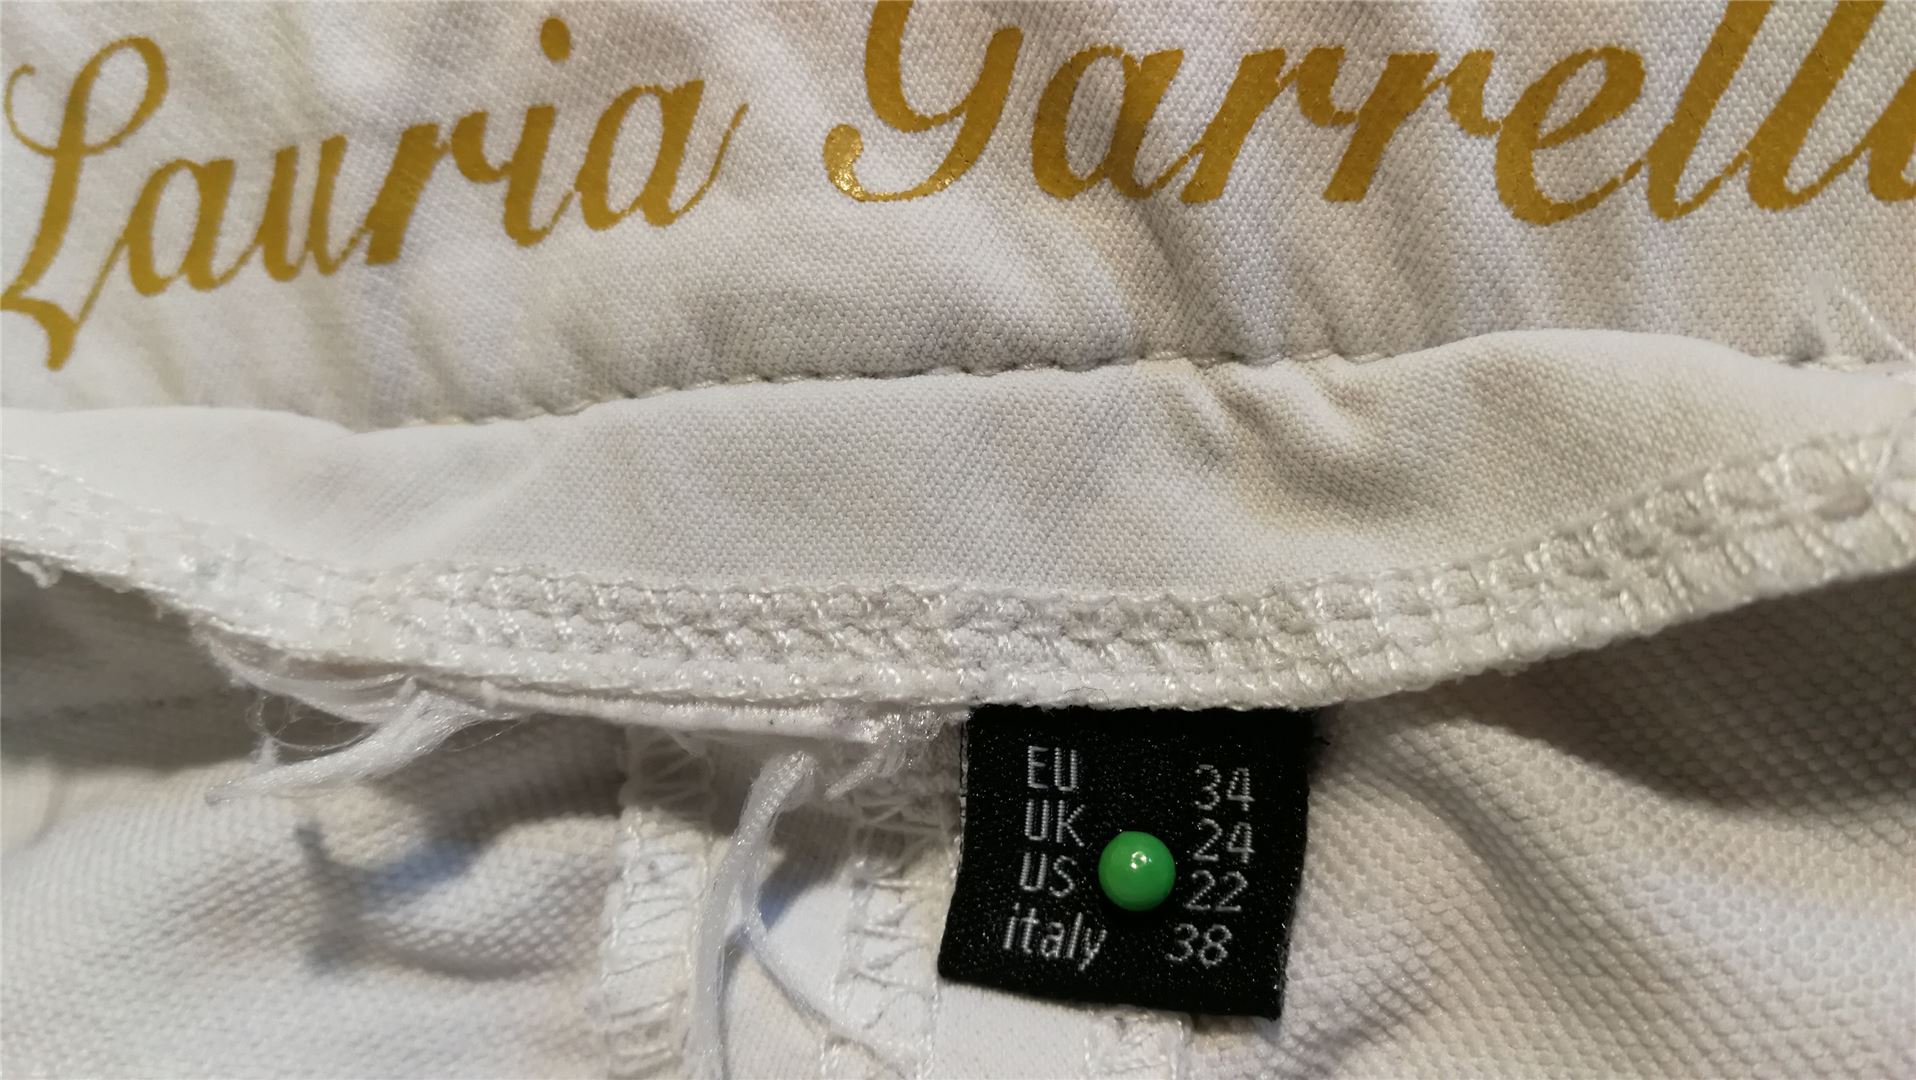 Lauria Garrelli
EU 34
UK 24
US 22
italy 38